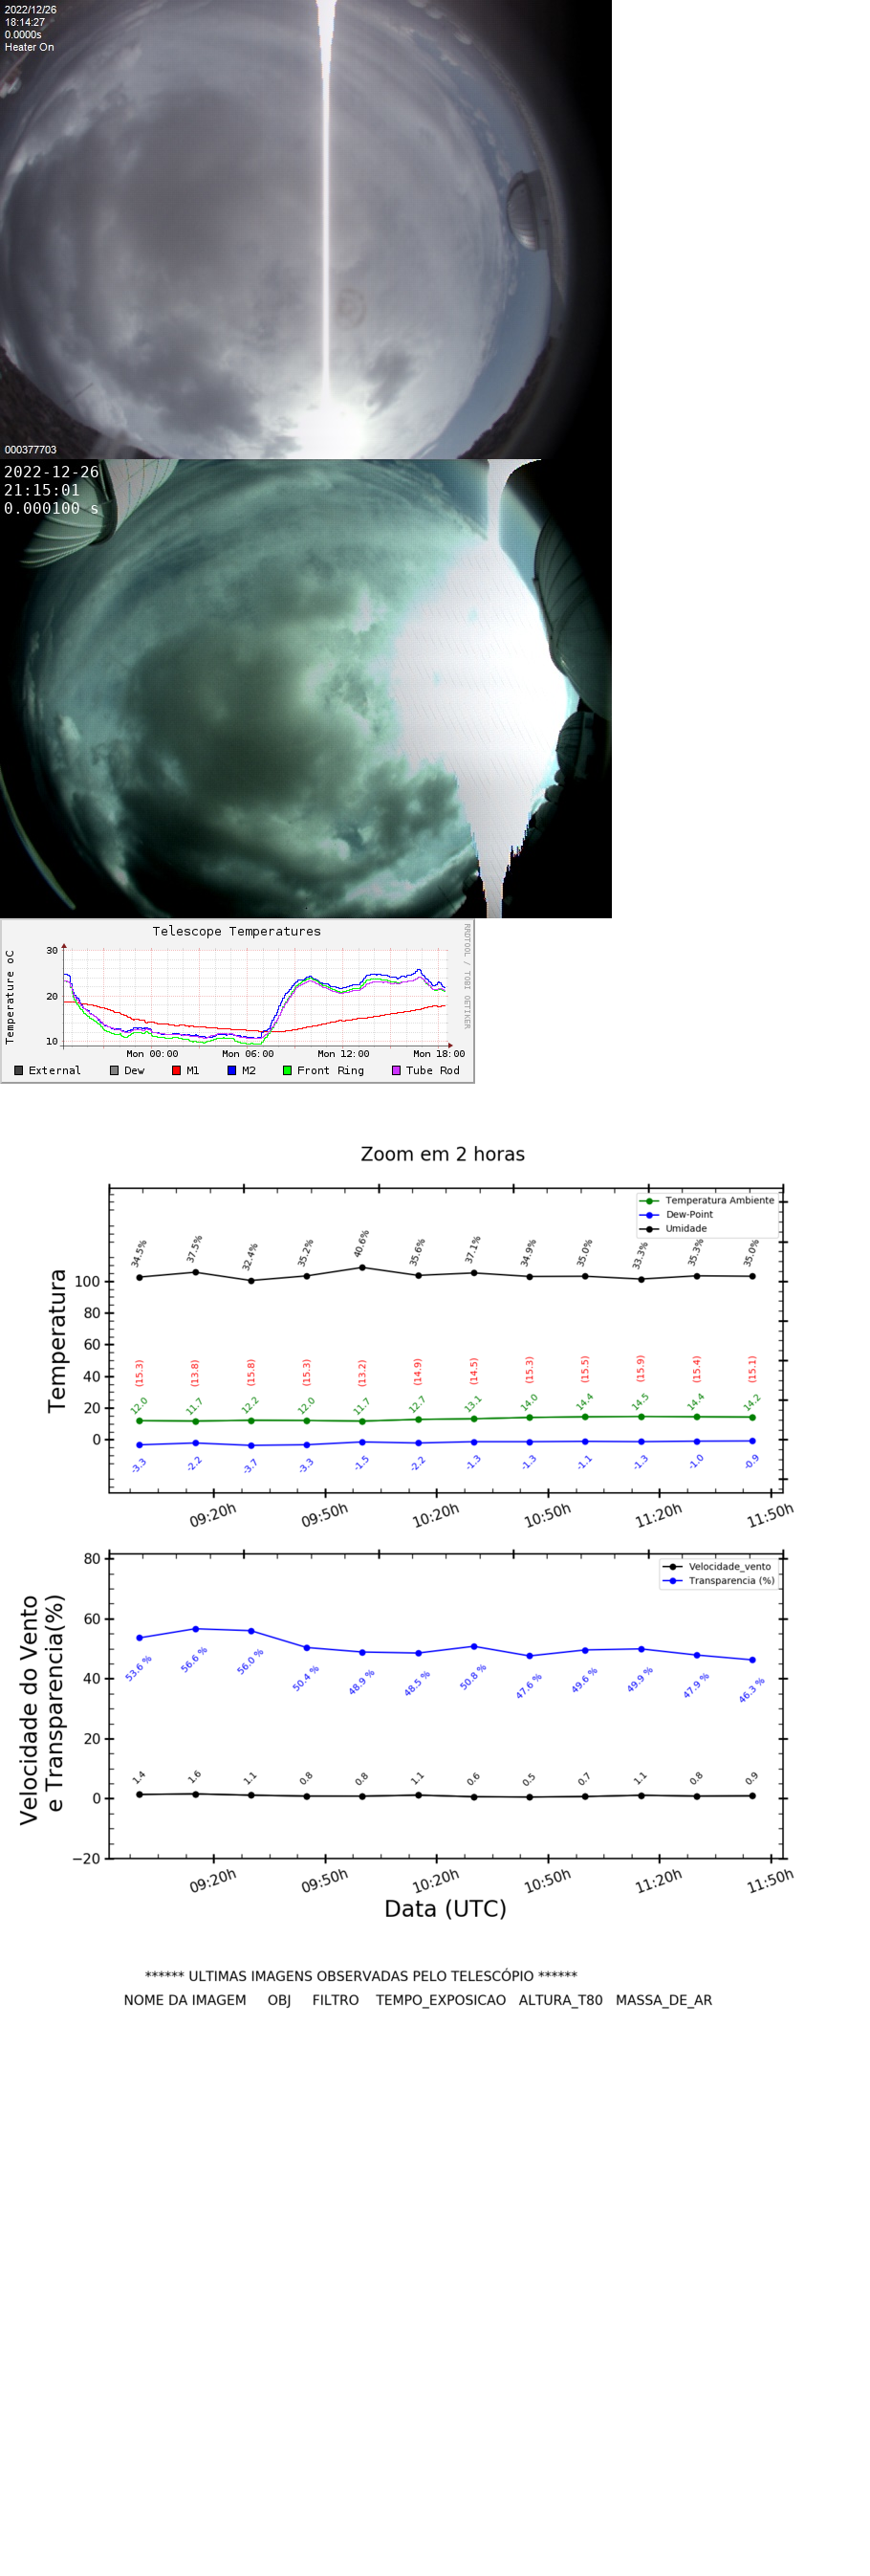 2022/12/26
18:14:27
0.0000s
Heater On
000377703
2022-12-26
21:15:01
0.000100 s
Telescope Temperatures
RRDTOOL / TOBI OETIKER
Temperature oC
30
20
10
Mon 00:00 Mon 06:00 Mon 12:00 Mon 18:00
External Dew M1 M2 Front Ring Tube Rod
Zoom em 2 horas
Temperatura Ambiente
Dew-Point
Umidade
Temperatura
100
80
60
40
20
0
34.5% 37.5% 32.4% 35.2% 40.6% 35.6% 37.1% 34.9% 35.0% 33.3% 35.3% 35.0%
(15.3) (13.8) (15.8) (15.3) (13.2) (14.9) (14.5) (15.3) (15.5) (15.9) (15.4) (15.1)
12.0 11.7 12.2 12.0 11.7 12.7 13.1 14.0 14.4 14.5 14.4 14.2
-3.3 -2.2 -3.7 -3.3 -1.5 -2.2 -1.3 -1.3 -1.1 -1.3 -1.0 -0.9
09:20h 09:50h 10:20h 10:50h 11:20h 11:50h
Velocidade_vento
Transparencia (%)
Velocidade do Vento
e Transparencia(%)
80
60
40
20
0
−20
53.6 % 56.6 % 56.0 % 50.4 % 48.9 % 48.5 % 50.8 % 47.6 % 49.6 % 49.9 % 47.9 % 46.3 %
1.4 1.6 1.1 0.8 0.8 1.1 0.6 0.5 0.7 1.1 0.8 0.9
09:20h 09:50h 10:20h 10:50h 11:20h 11:50h
Data (UTC)
****** ULTIMAS IMAGENS OBSERVADAS PELO TELESCÓPIO ******
NOME DA IMAGEM OBJ FILTRO TEMPO_EXPOSICAO ALTURA_T80 MASSA_DE_AR